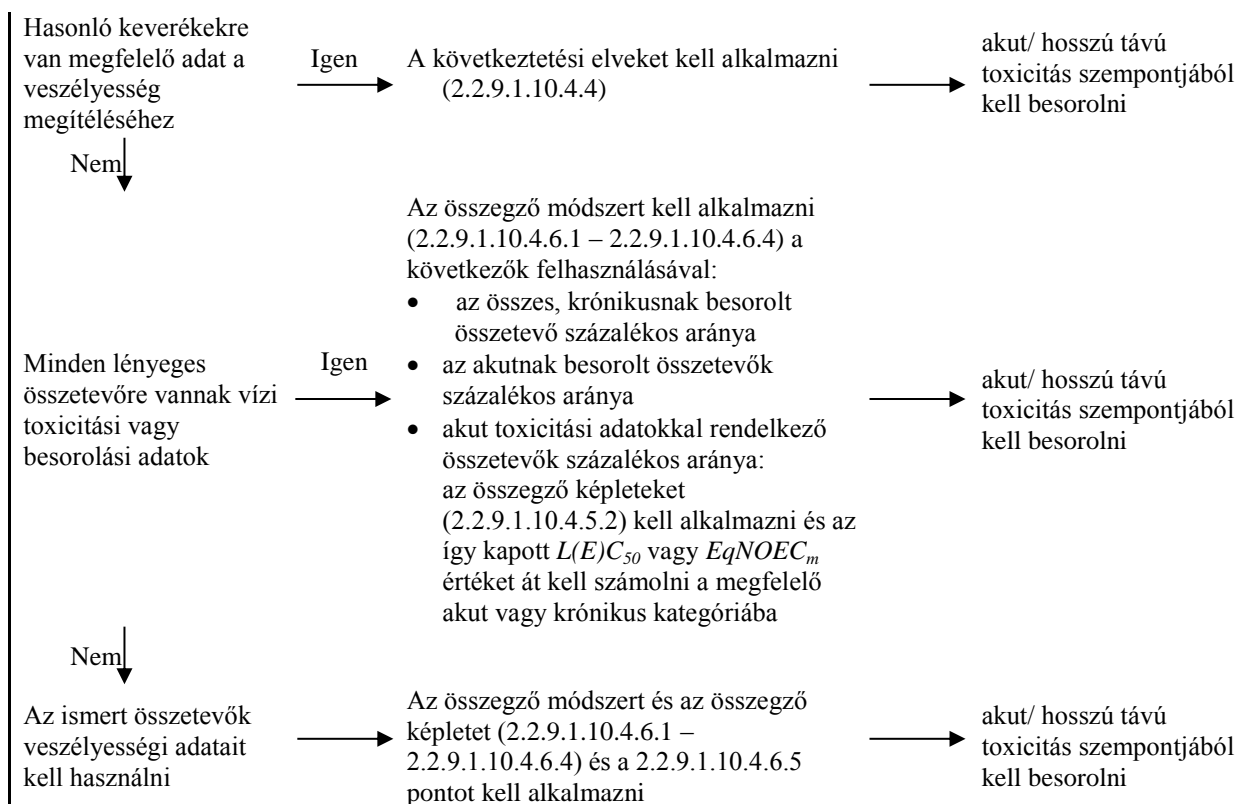 Hasonló keverékekre
van megfelelő adat a
veszélyesség
megítéléséhez
Igen
A következtetési elveket kell alkalmazni
(2.2.9.1.10.4.4)
akut/ hosszú távú
toxicitás szempontjából
kell besorolni
Nem
Minden lényeges
összetevőre vannak vízi
toxicitási vagy
besorolási adatok
Igen
Az összegző módszert kell alkalmazni
(2.2.9.1.10.4.6.1 – 2.2.9.1.10.4.6.4) a
következők felhasználásával:
• az összes, krónikusnak besorolt
összetevő százalékos aránya
• az akutnak besorolt összetevők
százalékos aránya
• akut toxicitási adatokkal rendelkező
összetevők százalékos aránya:
az összegző képleteket
(2.2.9.1.10.4.5.2) kell alkalmazni és az
így kapott L(E)C50 vagy EqNOECm
értéket át kell számolni a megfelelő
akut vagy krónikus kategóriába
akut/ hosszú távú
toxicitás szempontjából
kell besorolni
Nem
Az ismert összetevők
veszélyességi adatait
kell használni
Az összegző módszert és az összegző
képletet (2.2.9.1.10.4.6.1 –
2.2.9.1.10.4.6.4) és a 2.2.9.1.10.4.6.5
pontot kell alkalmazni
akut/ hosszú távú
toxicitás szempontjából
kell besorolni